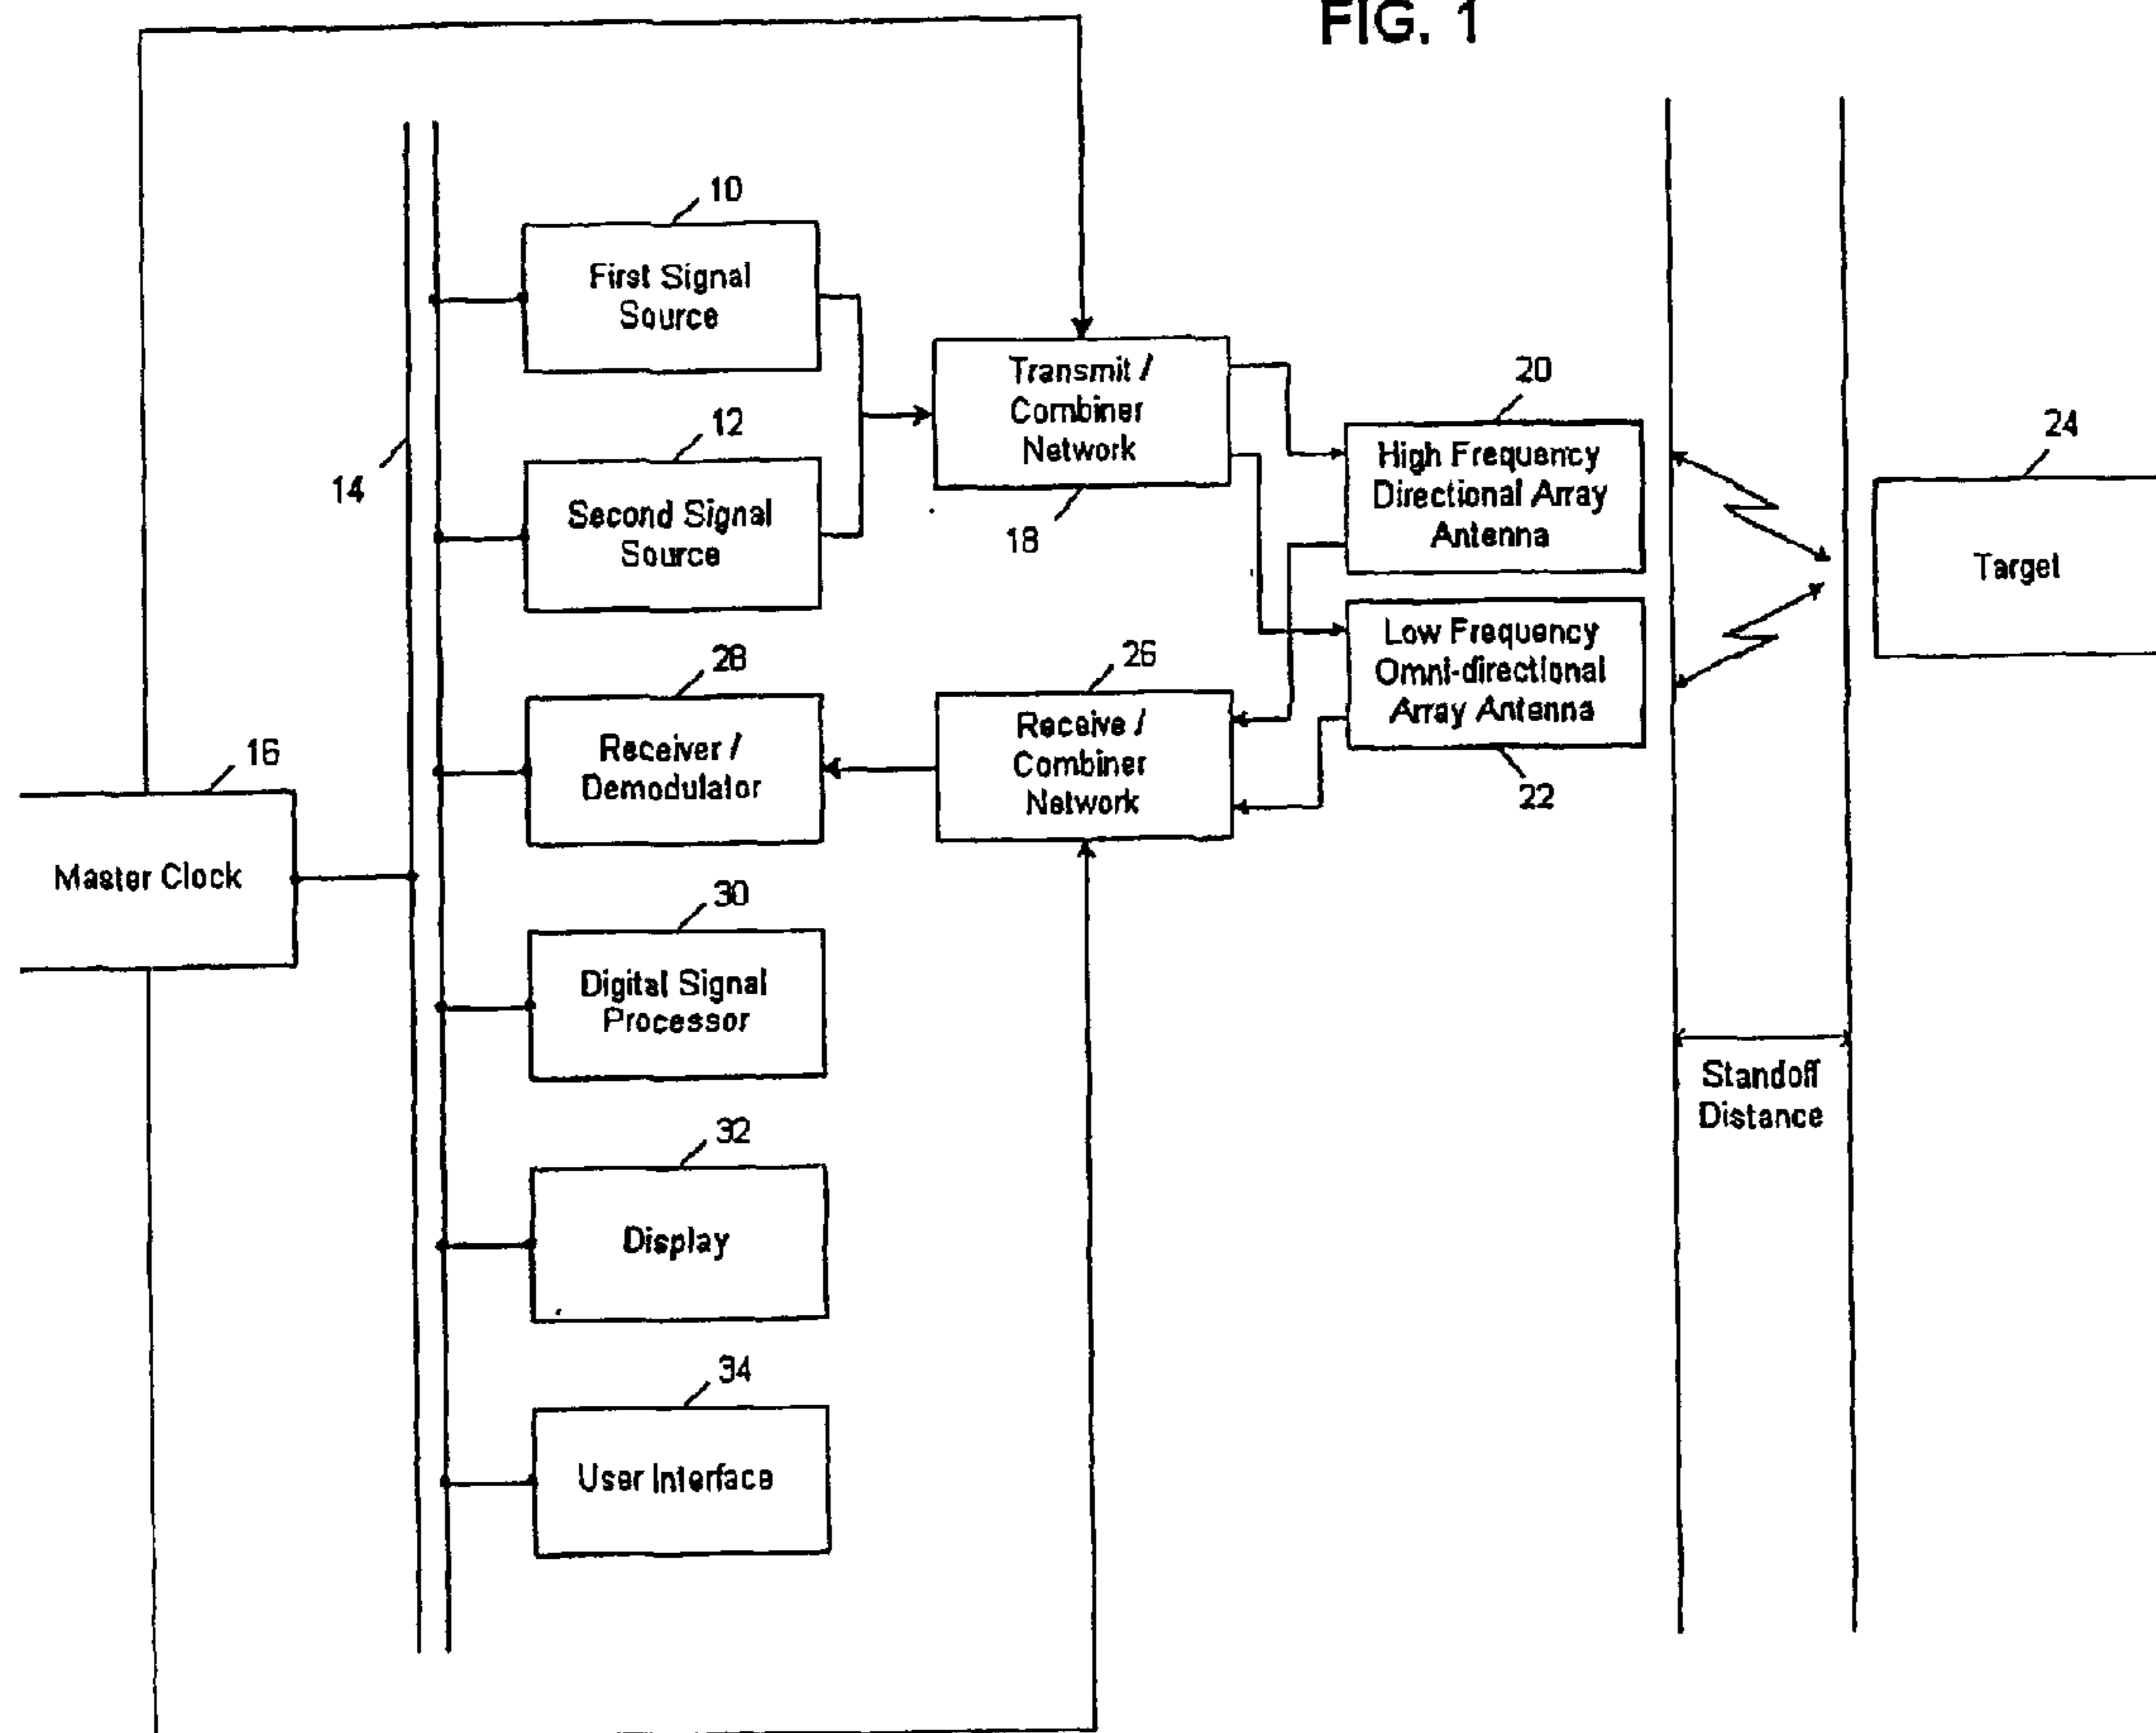 FIG. 1
10
First Signal
Source
12
Second Signal
Source
14
16
Master Clock
Transmit /
Combiner
Network
18
20
High Frequency
Directional Array
Antenna
Low Frequency
Omni-directional
Array Antenna
22
24
Target
26
Receive /
Combiner
Network
28
Receiver /
Demodulator
30
Digital Signal
Processor
32
Display
34
User Interface
Standoff
Distance